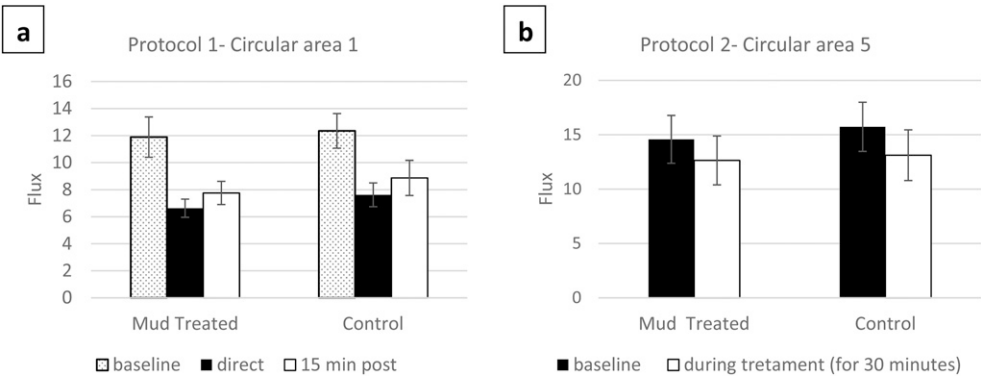 a
Protocol 1- Circular area 1
Flux
16
14
12
10
8
6
4
2
0
Mud Treated
Control
baseline direct 15 min post
b
Protocol 2- Circular area 5
Flux
20
15
10
5
0
Mud Treated
Control
baseline during tretament (for 30 minutes)